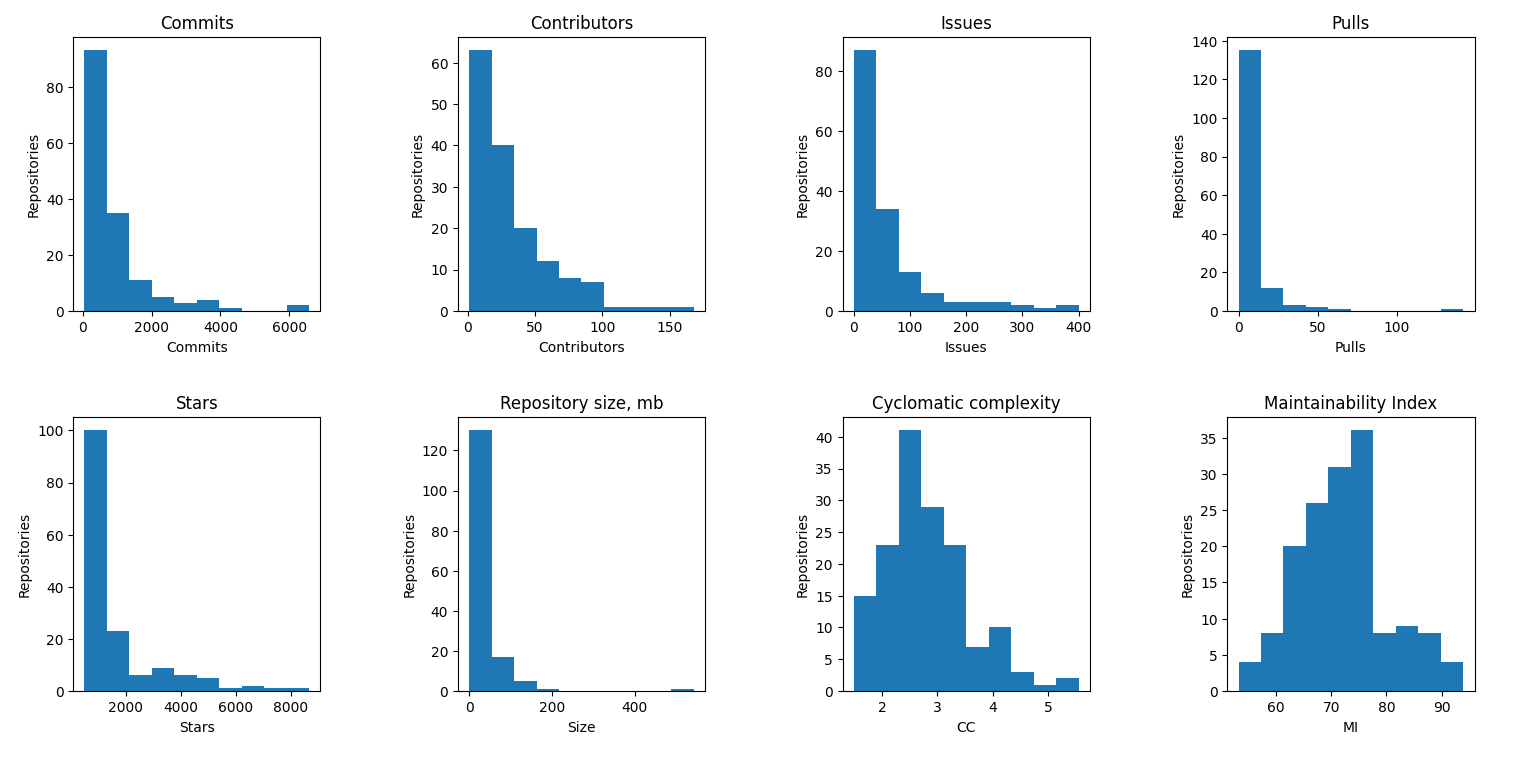 Commits
Contributors
Issues
Pulls
Repositories
80
60
40
20
0
0 2000 4000 6000
Commits
Repositories
60
50
40
30
20
10
0
0 50 100 150
Contributors
Repositories
80
60
40
20
0
0 100 200 300 400
Issues
Repositories
140
120
100
80
60
40
20
0
0 50 100
Pulls
Stars
Repository size, mb
Cyclomatic complexity
Maintainability Index
Repositories
100
80
60
40
20
0
2000 4000 6000 8000
Stars
Repositories
120
100
80
60
40
20
0
0 200 400
Size
Repositories
40
35
30
25
20
15
10
5
0
2 3 4 5
CC
Repositories
35
30
25
20
15
10
5
0
60 70 80 90
MI